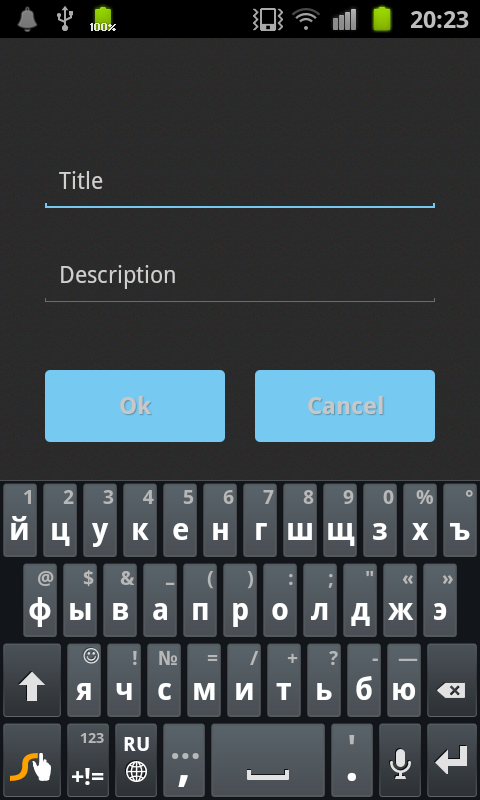 100% 20:23
Title
Description
Ok Cancel
1 2 3 4 5 6 7 8 9 0 % °
й ц у к е н г ш щ з х ъ
@ $ & _ ( ) : ; " « »
ф ы в а п р о л д ж э
! № = / + ? - —
я ч с м и т ь б ю
123 RU ... '
+!= , .